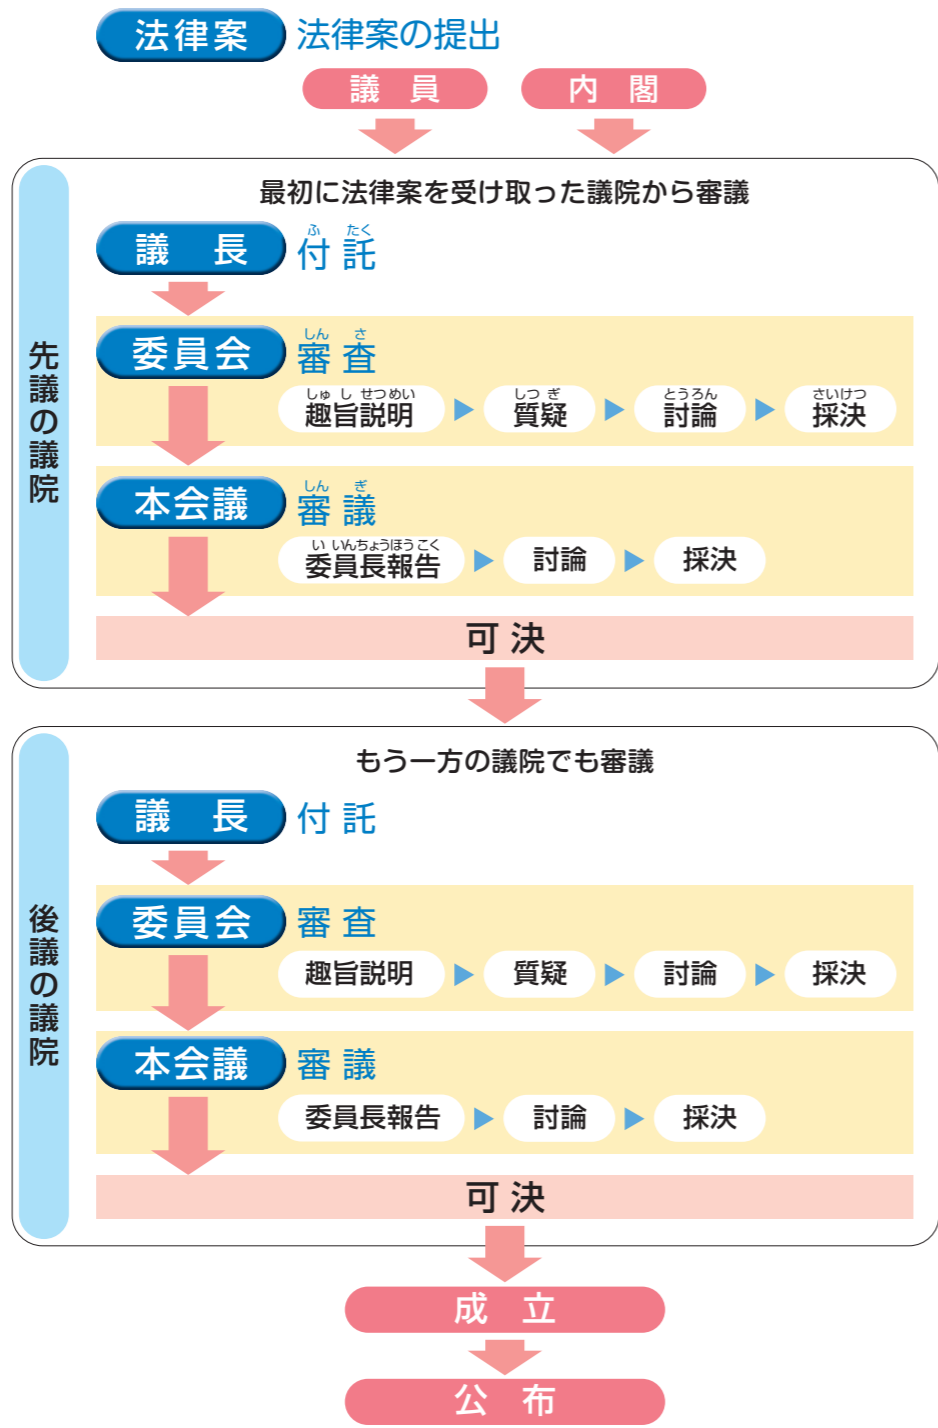 法律案 法律案の提出
議 員 内 閣
先議の議院
最初に法律案を受け取った議院から審議
ふ たく
議 長 付 託
しん さ
委員会 審 査
しゅ し せつめい しつ ぎ とうろん さいけつ
趣旨説明 ▶ 質疑 ▶ 討論 ▶ 採決
しん ぎ
本会議 審 議
い いんちょうほうこく
委員長報告 ▶ 討論 ▶ 採決
可 決
後議の議院
もう一方の議院でも審議
議 長 付 託
委員会 審 査
趣旨説明 ▶ 質疑 ▶ 討論 ▶ 採決
本会議 審 議
委員長報告 ▶ 討論 ▶ 採決
可 決
成 立
公 布